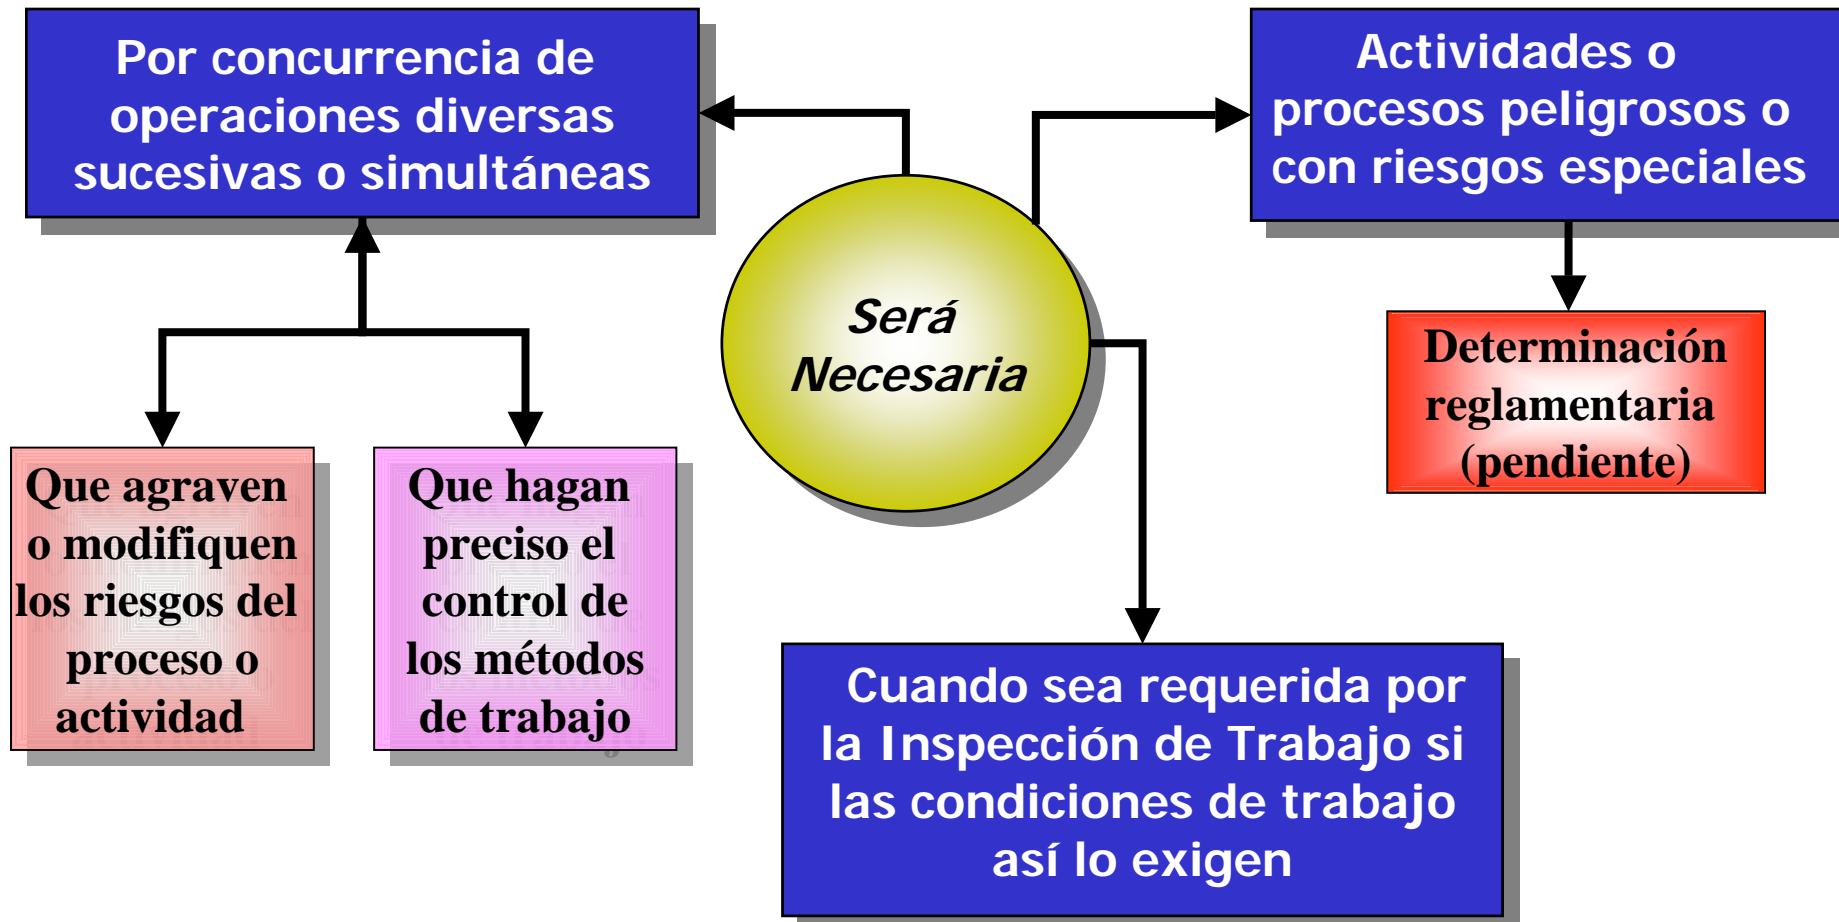 Por concurrencia de
operaciones diversas
sucesivas o simultáneas
Actividades o
procesos peligrosos o
con riesgos especiales
Será
Necesaria
Determinación
reglamentaria
(pendiente)
Que agraven
o modifiquen
los riesgos del
proceso o
actividad
Que hagan
preciso el
control de
los métodos
de trabajo
Cuando sea requerida por
la Inspección de Trabajo si
las condiciones de trabajo
así lo exigen